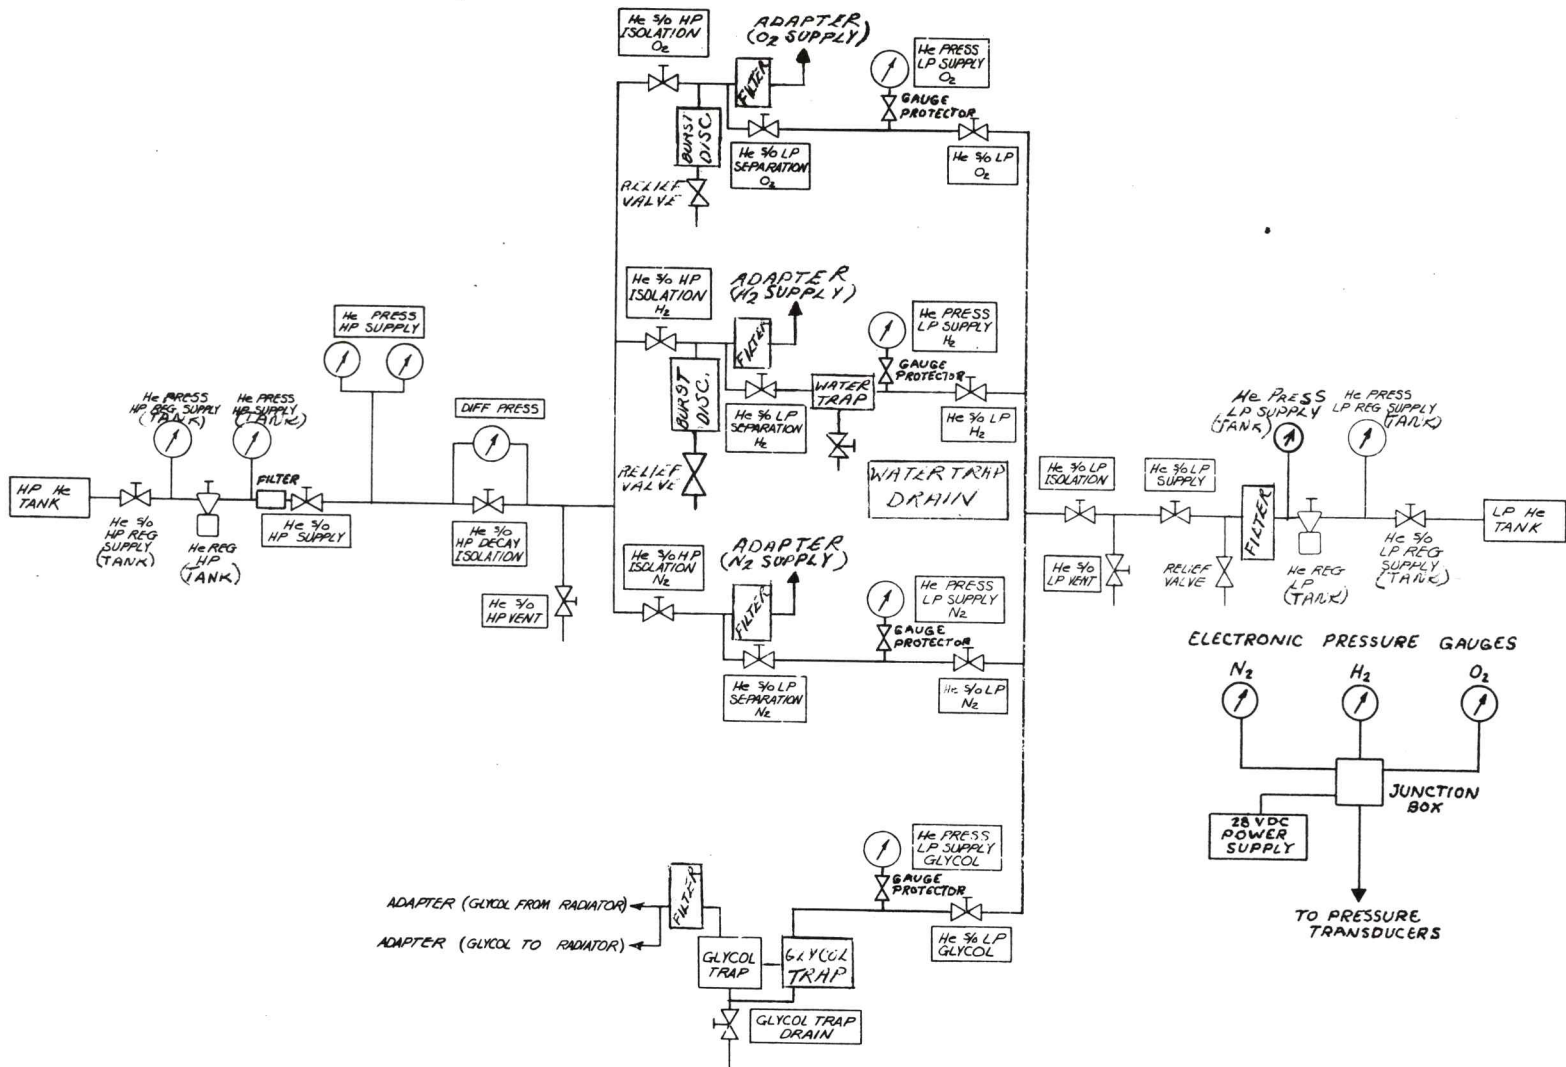 He S/O HP
ISOLATION
O2
ADAPTER
(O2 SUPPLY)
FILTER
BURST
DISC.
RELIEF
VALVE
He S/O LP
SEPARATION
O2
He PRESS
LP SUPPLY
O2
GAUGE
PROTECTOR
He S/O LP
O2
He S/O HP
ISOLATION
H2
ADAPTER
(H2 SUPPLY)
FILTER
BURST
DISC.
RELIEF
VALVE
He S/O LP
SEPARATION
H2
WATER
TRAP
He PRESS
LP SUPPLY
H2
GAUGE
PROTECTOR
He S/O LP
H2
WATER TRAP
DRAIN
He PRESS
HP SUPPLY
He PRESS
HP REG SUPPLY
(TANK)
He PRESS
HP SUPPLY
(TANK)
DIFF PRESS
HP He
TANK
FILTER
He S/O
HP REG
SUPPLY
(TANK)
He REG
HP
(TANK)
He S/O
HP SUPPLY
He S/O
HP DECAY
ISOLATION
He S/O
HP VENT
He S/O HP
ISOLATION
N2
ADAPTER
(N2 SUPPLY)
FILTER
He S/O LP
SEPARATION
N2
He PRESS
LP SUPPLY
N2
GAUGE
PROTECTOR
He S/O LP
N2
He PRESS
LP SUPPLY
(TANK)
He PRESS
LP REG SUPPLY
(TANK)
He S/O LP
ISOLATION
He S/O LP
SUPPLY
FILTER
LP He
TANK
He S/O
LP VENT
RELIEF
VALVE
He REG
LP
(TANK)
He S/O
LP REG
SUPPLY
(TANK)
ELECTRONIC PRESSURE GAUGES
N2
H2
O2
JUNCTION
BOX
28 VDC
POWER
SUPPLY
TO PRESSURE
TRANSDUCERS
He PRESS
LP SUPPLY
GLYCOL
GAUGE
PROTECTOR
He S/O LP
GLYCOL
FILTER
ADAPTER (GLYCOL FROM RADIATOR)
ADAPTER (GLYCOL TO RADIATOR)
GLYCOL
TRAP
GLYCOL
TRAP
GLYCOL TRAP
DRAIN